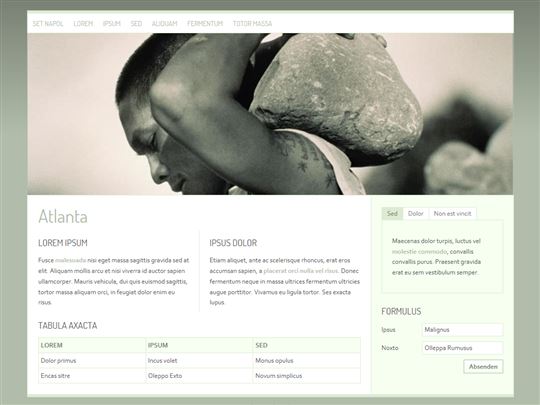 SET NAPOL LOREM IPSUM SED ALIQUAM FERMENTUM TOTOR MASSA
Atlanta
LOREM IPSUM
Fusce malesuada nisi eget massa sagittis gravida sed at
elit. Aliquam mollis arcu et nisi viverra id auctor sapien
ullamcorper. Mauris vehicula, dui quis euismod sagittis,
tortor massa aliquam orci, in feugiat dolor enim eu
risus.
IPSUS DOLOR
Etiam aliquet, ante ac scelerisque rhoncus, erat eros
accumsan sapien, a placerat orci nulla vel risus. Donec
fermentum neque in massa ultrices fermentum ultricies
augue porttitor. Vivamus eu ligula tortor. Ses exacta
lupus.
TABULA AXACTA
LOREM IPSUM SED
Dolor primus Incus volet Monus opulus
Encas sitre Oleppo Exto Novum simplicus
Sed Dolor Non est vincit
Maecenas dolor turpis, luctus vel
molestie commodo, convallis
convallis purus. Praesent gravida
erat eu sem vestibulum semper.
FORMULUS
Ipsus Malignus
Noxto Olleppa Rumusus
Absenden